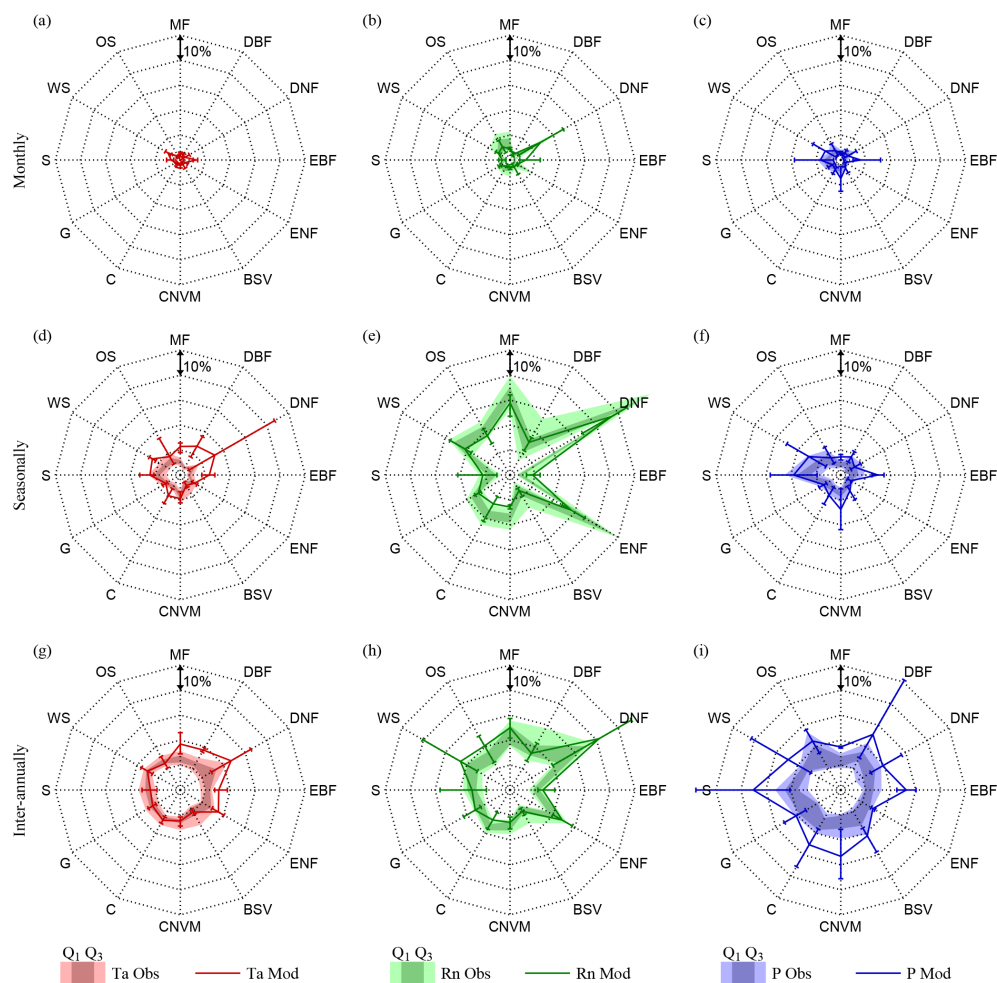 (a) (b) (c)
MF MF MF
OS DBF OS DBF OS DBF
10% 10% 10%
WS DNF WS DNF WS DNF
Monthly
S EBF S EBF S EBF
G ENF G ENF G ENF
C BSV C BSV C BSV
CNVM CNVM CNVM
(d) (e) (f)
MF MF MF
OS DBF OS DBF OS DBF
10% 10% 10%
WS DNF WS DNF WS DNF
Seasonally
S EBF S EBF S EBF
G ENF G ENF G ENF
C BSV C BSV C BSV
CNVM CNVM CNVM
(g) (h) (i)
MF MF MF
OS DBF OS DBF OS DBF
10% 10% 10%
WS DNF WS DNF WS DNF
Inter-annually
S EBF S EBF S EBF
G ENF G ENF G ENF
C BSV C BSV C BSV
CNVM CNVM CNVM
Q₁ Q₃ Q₁ Q₃ Q₁ Q₃
Ta Obs Ta Mod Rn Obs Rn Mod P Obs P Mod